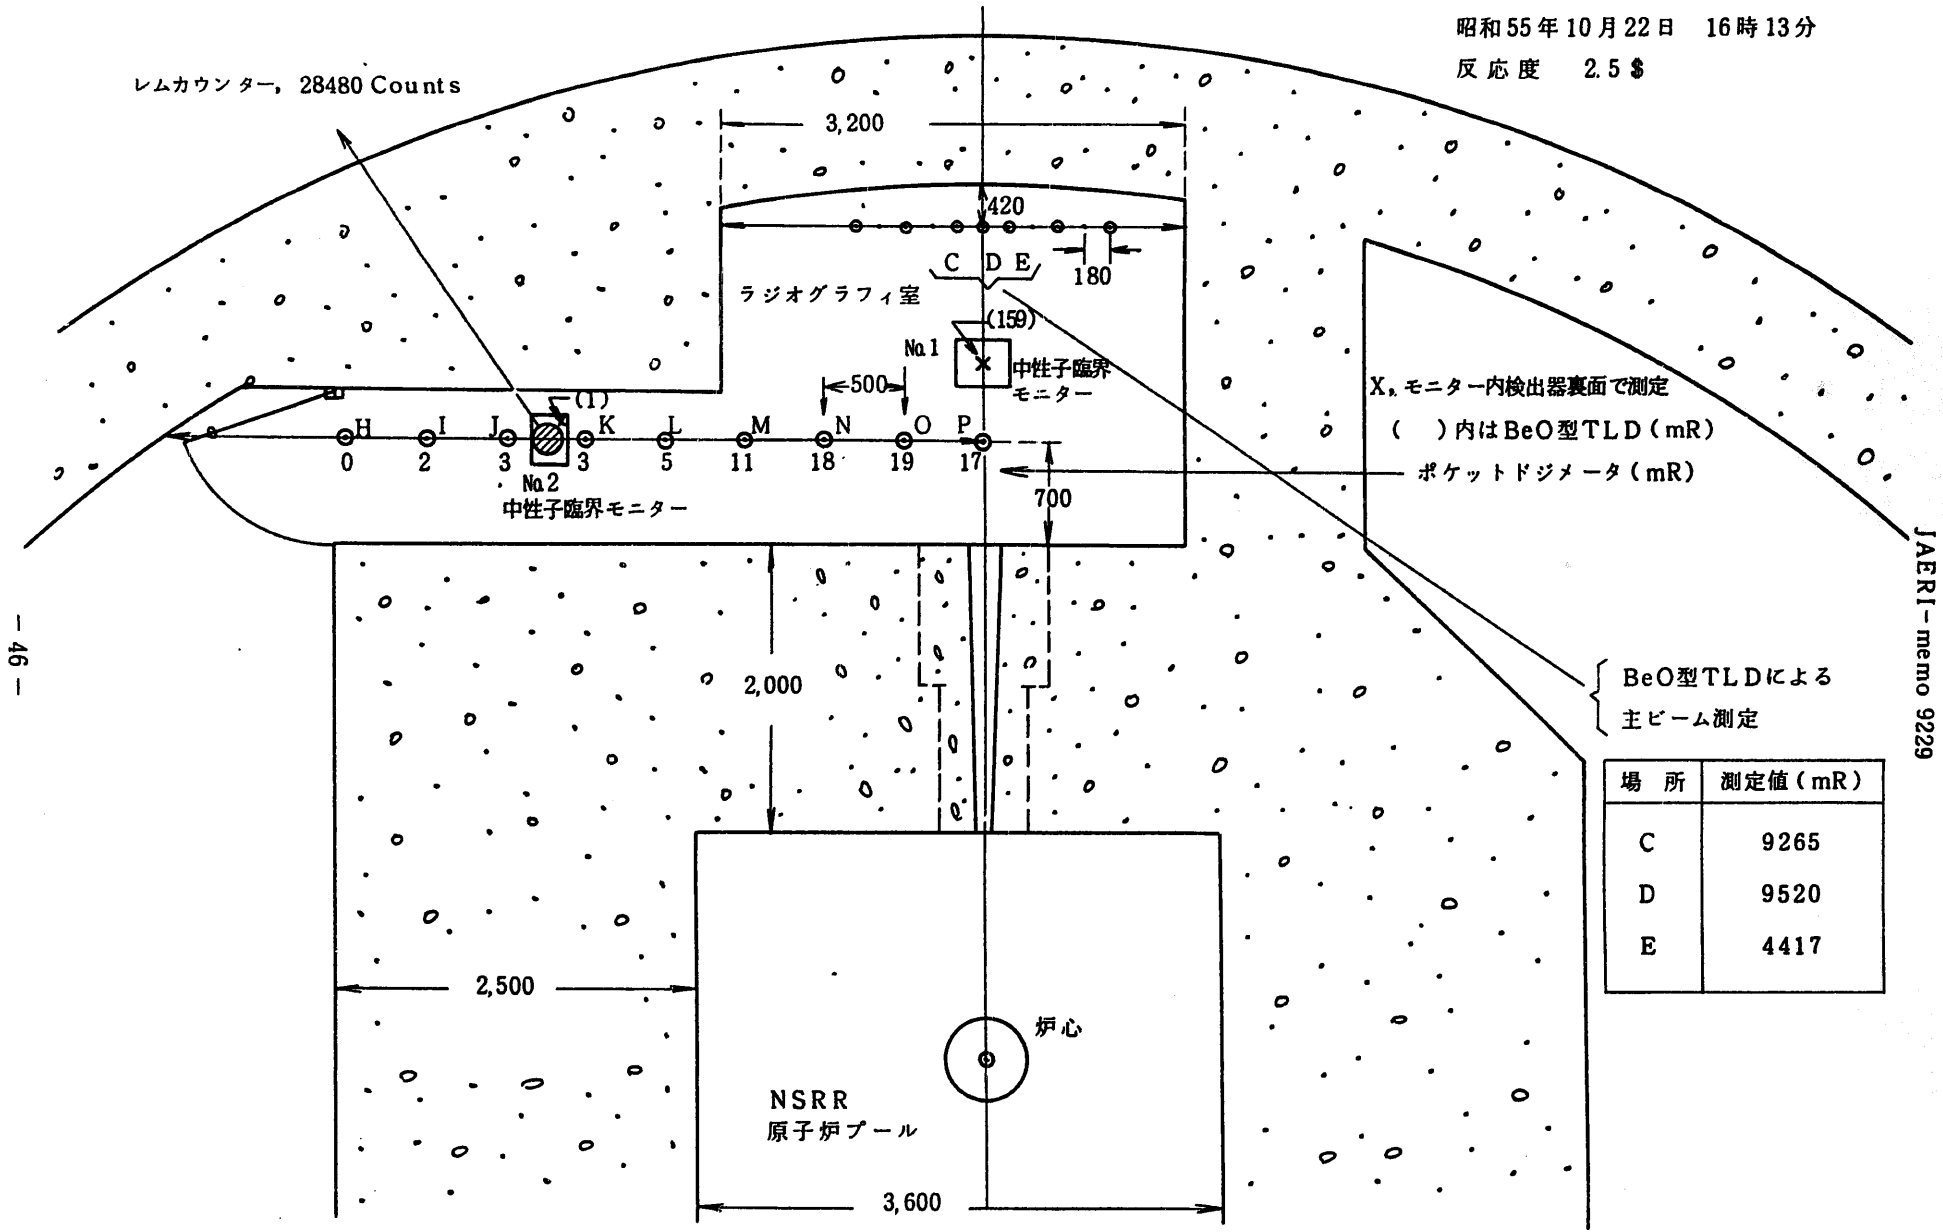 昭和55年10月22日 16時13分
反応度 2.5 $
レムカウンター, 28480 Counts
3,200
420
C D E
180
ラジオグラフィ室
(159)
No.1
中性子臨界
モニター
500
(1)
H I J K L M N O P
0 2 3 3 5 11 18 19 17
No.2
中性子臨界モニター
X, モニター内検出器裏面で測定
( )内はBeO型TLD(mR)
ポケットドジメータ(mR)
700
2,000
BeO型TLDによる
主ビーム測定
場 所 測定値(mR)
C 9265
D 9520
E 4417
2,500
炉心
NSRR
原子炉プール
3,600
JAERI-memo 9229
- 46 -